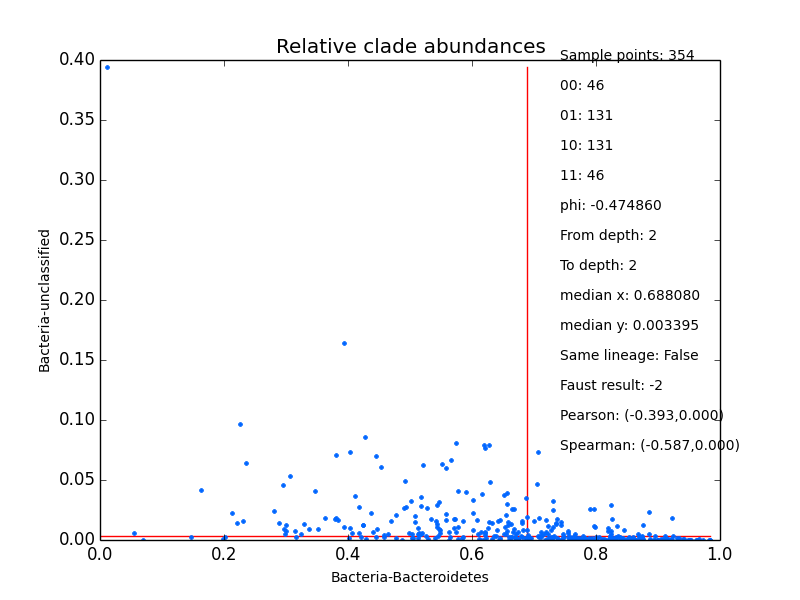 Relative clade abundances
Sample points: 354
00: 46
01: 131
10: 131
11: 46
phi: -0.474860
From depth: 2
To depth: 2
median x: 0.688080
median y: 0.003395
Same lineage: False
Faust result: -2
Pearson: (-0.393,0.000)
Spearman: (-0.587,0.000)
0.40
0.35
0.30
0.25
0.20
0.15
0.10
0.05
0.00
Bacteria-unclassified
0.0 0.2 0.4 0.6 0.8 1.0
Bacteria-Bacteroidetes